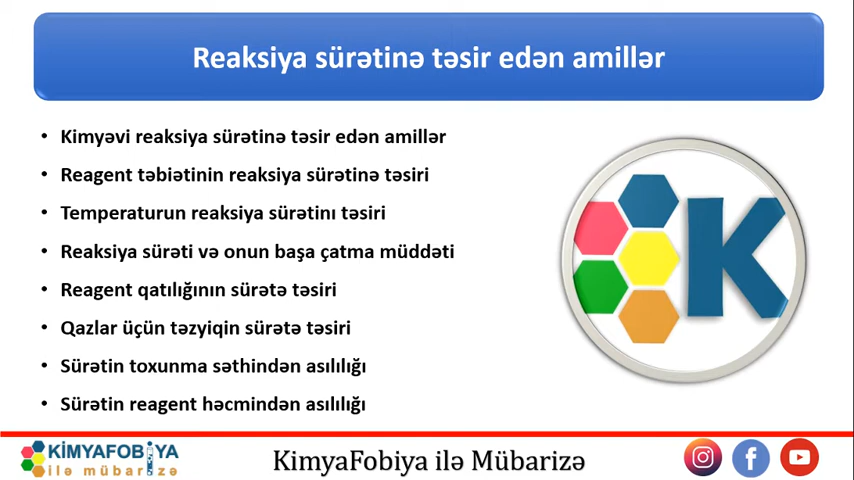 Reaksiya sürətinə təsir edən amillər
• Kimyəvi reaksiya sürətinə təsir edən amillər
• Reagent təbiətinin reaksiya sürətinə təsiri
• Temperaturun reaksiya sürətinı təsiri
• Reaksiya sürəti və onun başa çatma müddəti
• Reagent qatılığının sürətə təsiri
• Qazlar üçün təzyiqin sürətə təsiri
• Sürətin toxunma səthindən asılılığı
• Sürətin reagent həcmindən asılılığı
K
KİMYAFOBİYA
ilə mübarizə
KimyaFobiya ilə Mübarizə